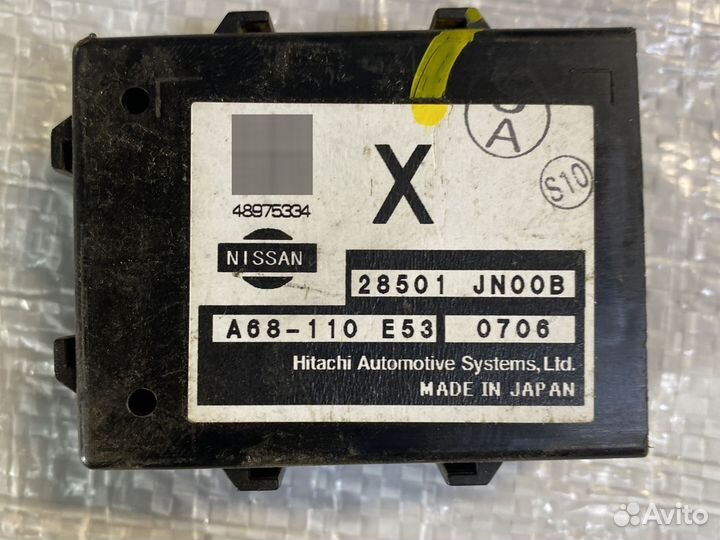 A
X
S10
48975334
NISSAN
28501 JN00B
A68-110 E53 0706
Hitachi Automotive Systems, Ltd.
MADE IN JAPAN
Avito